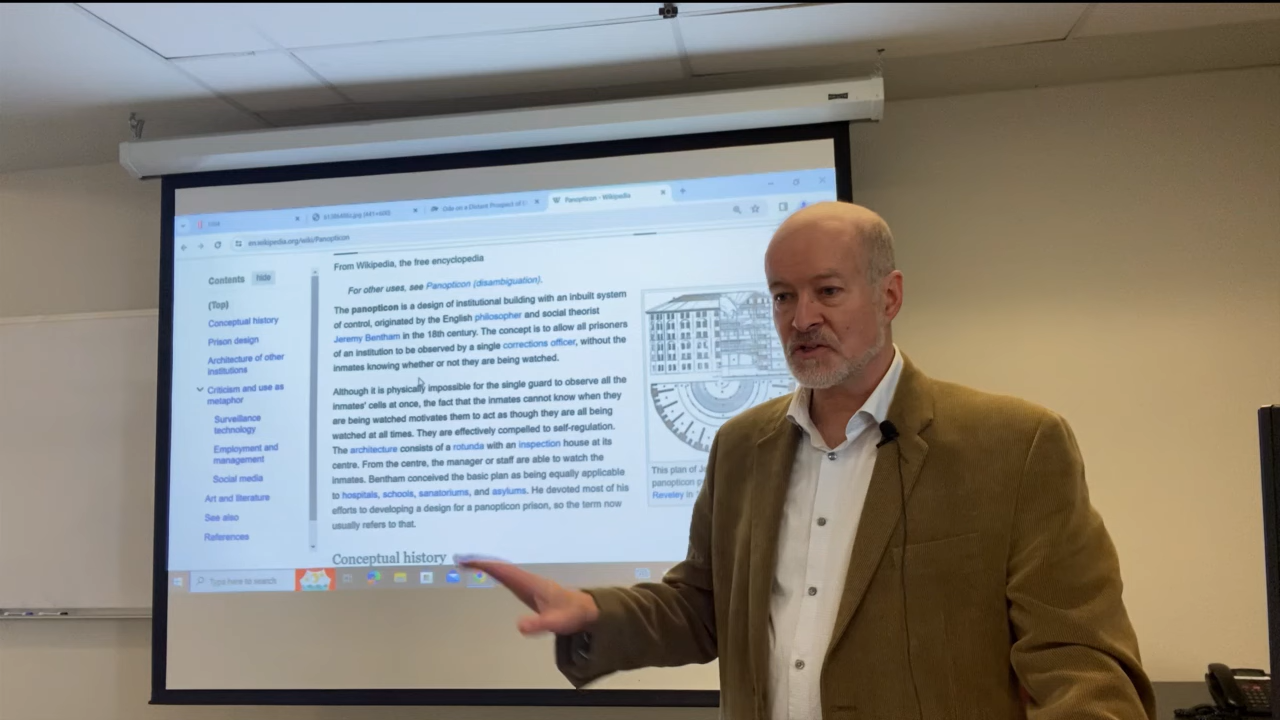 Ode on a Distant Prospect of
Panopticon - Wikipedia
en.wikipedia.org/wiki/Panopticon
From Wikipedia, the free encyclopedia
Contents hide
For other uses, see Panopticon (disambiguation).
(Top)
Conceptual history
Prison design
Architecture of other
institutions
Criticism and use as
metaphor
Surveillance
technology
Employment and
management
Social media
Art and literature
See also
References
The panopticon is a design of institutional building with an inbuilt system
of control, originated by the English philosopher and social theorist
Jeremy Bentham in the 18th century. The concept is to allow all prisoners
of an institution to be observed by a single corrections officer, without the
inmates knowing whether or not they are being watched.
Although it is physically impossible for the single guard to observe all the
inmates' cells at once, the fact that the inmates cannot know when they
are being watched motivates them to act as though they are all being
watched at all times. They are effectively compelled to self-regulation.
The architecture consists of a rotunda with an inspection house at its
centre. From the centre, the manager or staff are able to watch the
inmates. Bentham conceived the basic plan as being equally applicable
to hospitals, schools, sanatoriums, and asylums. He devoted most of his
efforts to developing a design for a panopticon prison, so the term now
usually refers to that.
Conceptual history
This plan of
panopticon
Reveley in
Type here to search